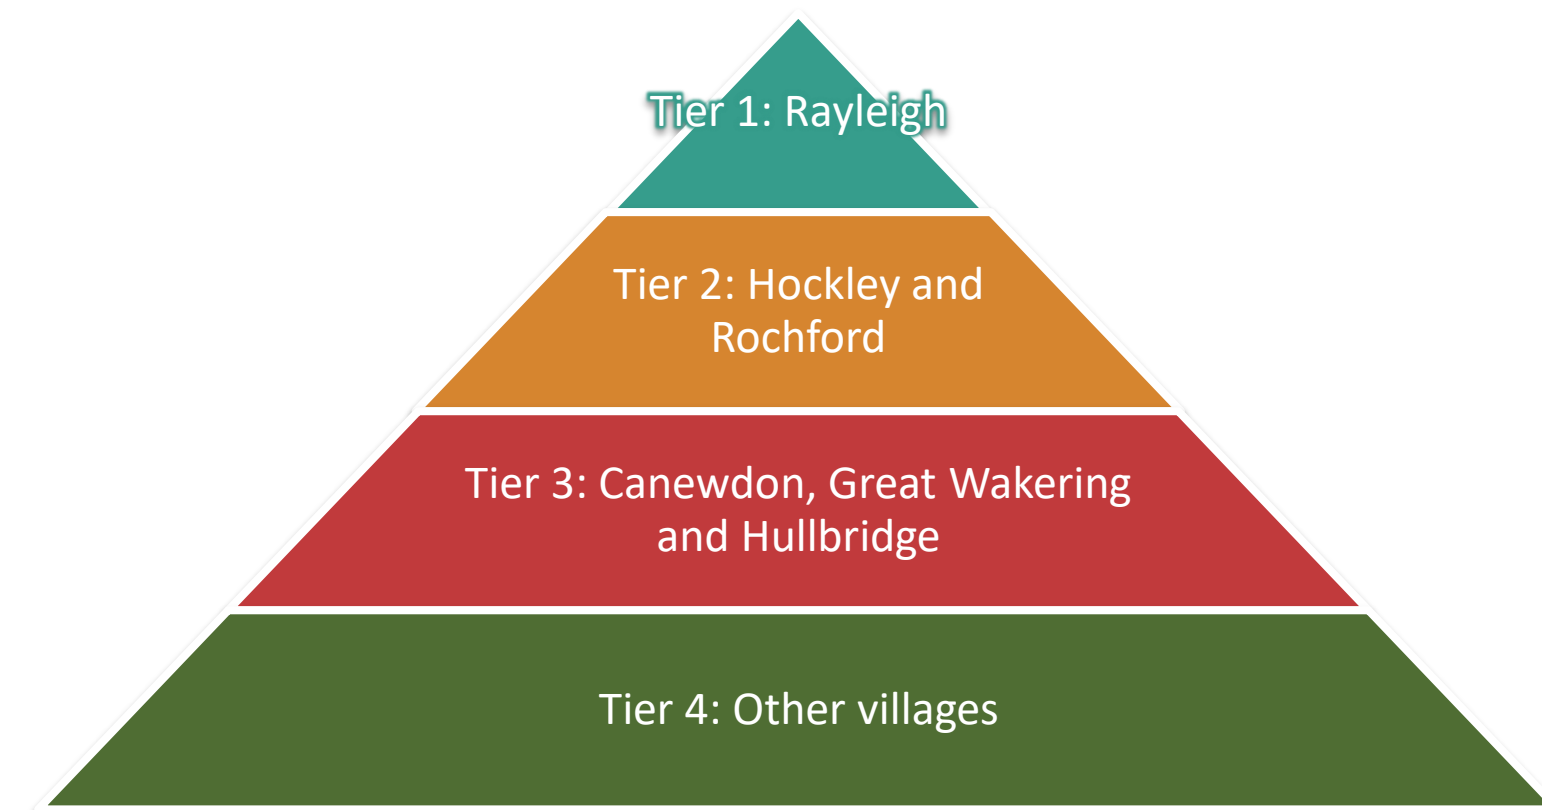 Tier 1: Rayleigh
Tier 2: Hockley and
Rochford
Tier 3: Canewdon, Great Wakering
and Hullbridge
Tier 4: Other villages